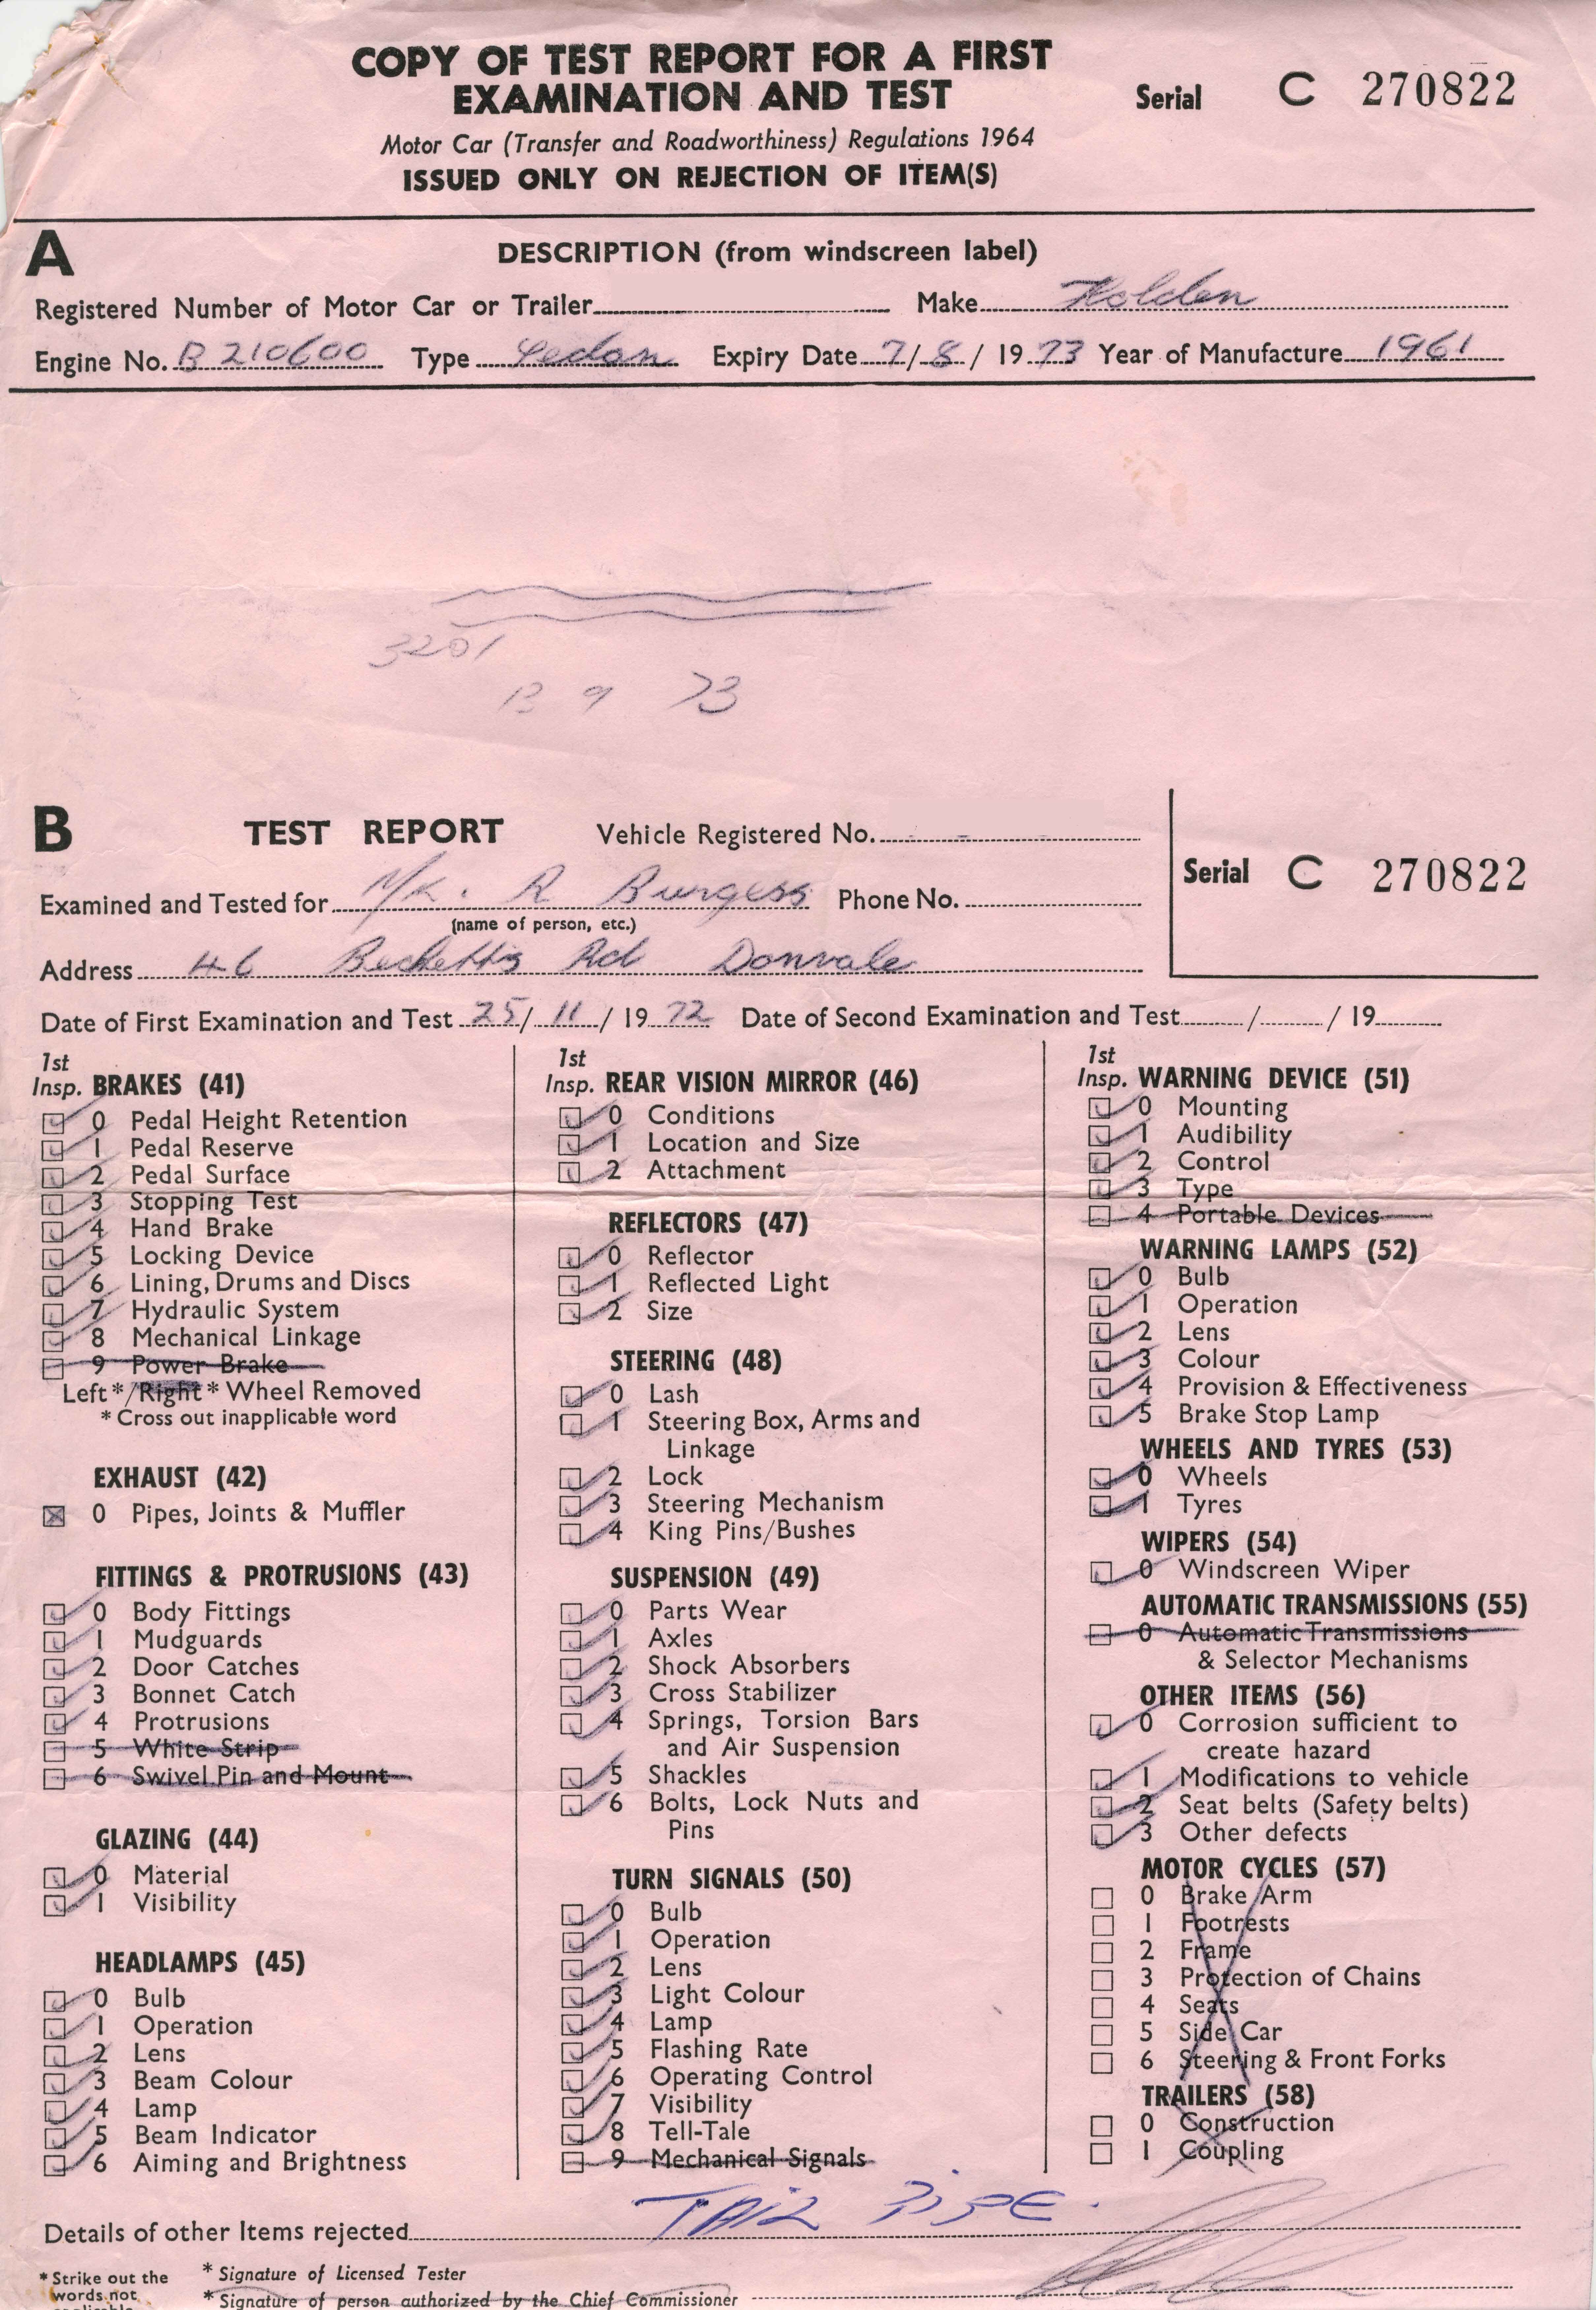 COPY OF TEST REPORT FOR A FIRST
EXAMINATION AND TEST
Serial C 270822
Motor Car (Transfer and Roadworthiness) Regulations 1964
ISSUED ONLY ON REJECTION OF ITEM(S)
A
DESCRIPTION (from windscreen label)
Registered Number of Motor Car or Trailer Make Holden
Engine No. B 210600 Type Sedan Expiry Date 7/8/1973 Year of Manufacture 1961
3201
13 9 73
B
TEST REPORT Vehicle Registered No.
Serial C 270822
Examined and Tested for Mr. R Burgess Phone No.
(name of person, etc.)
Address 46 Becketts Rd Donvale
Date of First Examination and Test 25/11/1972 Date of Second Examination and Test / / 19
1st
Insp. BRAKES (41)
0 Pedal Height Retention
1 Pedal Reserve
2 Pedal Surface
3 Stopping Test
4 Hand Brake
5 Locking Device
6 Lining, Drums and Discs
7 Hydraulic System
8 Mechanical Linkage
9 Power Brake
Left*/Right* Wheel Removed
* Cross out inapplicable word
EXHAUST (42)
0 Pipes, Joints & Muffler
FITTINGS & PROTRUSIONS (43)
0 Body Fittings
1 Mudguards
2 Door Catches
3 Bonnet Catch
4 Protrusions
5 White Strip
6 Swivel Pin and Mount
GLAZING (44)
0 Material
1 Visibility
HEADLAMPS (45)
0 Bulb
1 Operation
2 Lens
3 Beam Colour
4 Lamp
5 Beam Indicator
6 Aiming and Brightness
1st
Insp. REAR VISION MIRROR (46)
0 Conditions
1 Location and Size
2 Attachment
REFLECTORS (47)
0 Reflector
1 Reflected Light
2 Size
STEERING (48)
0 Lash
1 Steering Box, Arms and
Linkage
2 Lock
3 Steering Mechanism
4 King Pins/Bushes
SUSPENSION (49)
0 Parts Wear
1 Axles
2 Shock Absorbers
3 Cross Stabilizer
4 Springs, Torsion Bars
and Air Suspension
5 Shackles
6 Bolts, Lock Nuts and
Pins
TURN SIGNALS (50)
0 Bulb
1 Operation
2 Lens
3 Light Colour
4 Lamp
5 Flashing Rate
6 Operating Control
7 Visibility
8 Tell-Tale
9 Mechanical Signals
1st
Insp. WARNING DEVICE (51)
0 Mounting
1 Audibility
2 Control
3 Type
4 Portable Devices
WARNING LAMPS (52)
0 Bulb
1 Operation
2 Lens
3 Colour
4 Provision & Effectiveness
5 Brake Stop Lamp
WHEELS AND TYRES (53)
0 Wheels
1 Tyres
WIPERS (54)
0 Windscreen Wiper
AUTOMATIC TRANSMISSIONS (55)
0 Automatic Transmissions
& Selector Mechanisms
OTHER ITEMS (56)
0 Corrosion sufficient to
create hazard
1 Modifications to vehicle
2 Seat belts (Safety belts)
3 Other defects
MOTOR CYCLES (57)
0 Brake Arm
1 Footrests
2 Frame
3 Protection of Chains
4 Seats
5 Side Car
6 Steering & Front Forks
TRAILERS (58)
0 Construction
1 Coupling
Details of other Items rejected TAIL PIPE.
* Strike out the
words not
* Signature of Licensed Tester
* Signature of person authorized by the Chief Commissioner